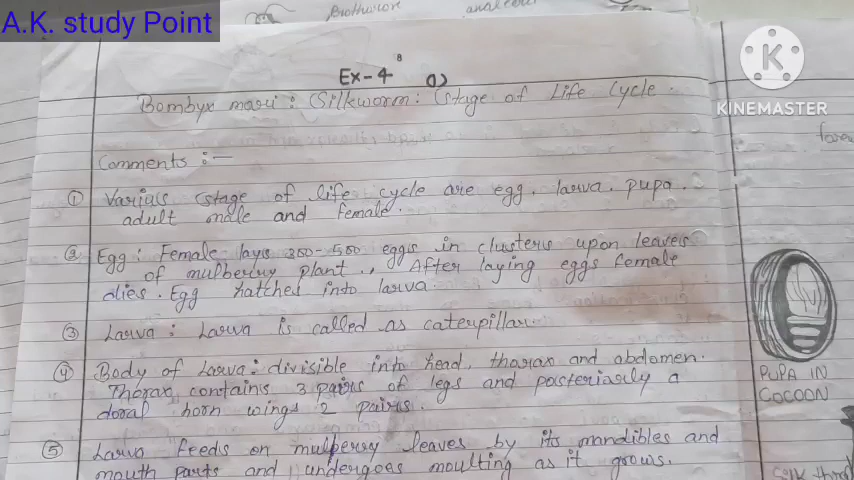 A.K. study Point
KINEMASTER
Ex-4 a)
Bombyx mari : Silkworm : Stage of Life Cycle.
Comments :-
① Variuls stage of life cycle are egg, larva, pupa.
adult male and female.
② Egg : Female lays 300-500 eggs in clusters upon leaves
of mulberry plant., After laying eggs female
dies. Egg hatches into larva.
③ Larva : Larva is called as caterpillar.
④ Body of Larva : divisible into head, thorax and abdomen.
Thorax contains 3 pairs of legs and posteriorly a
doral horn wings 2 pairs.
⑤ Larva feeds on mulberry leaves by its mandibles and
mouth parts and undergoes moulting as it grows.
PUPA IN
COCOON